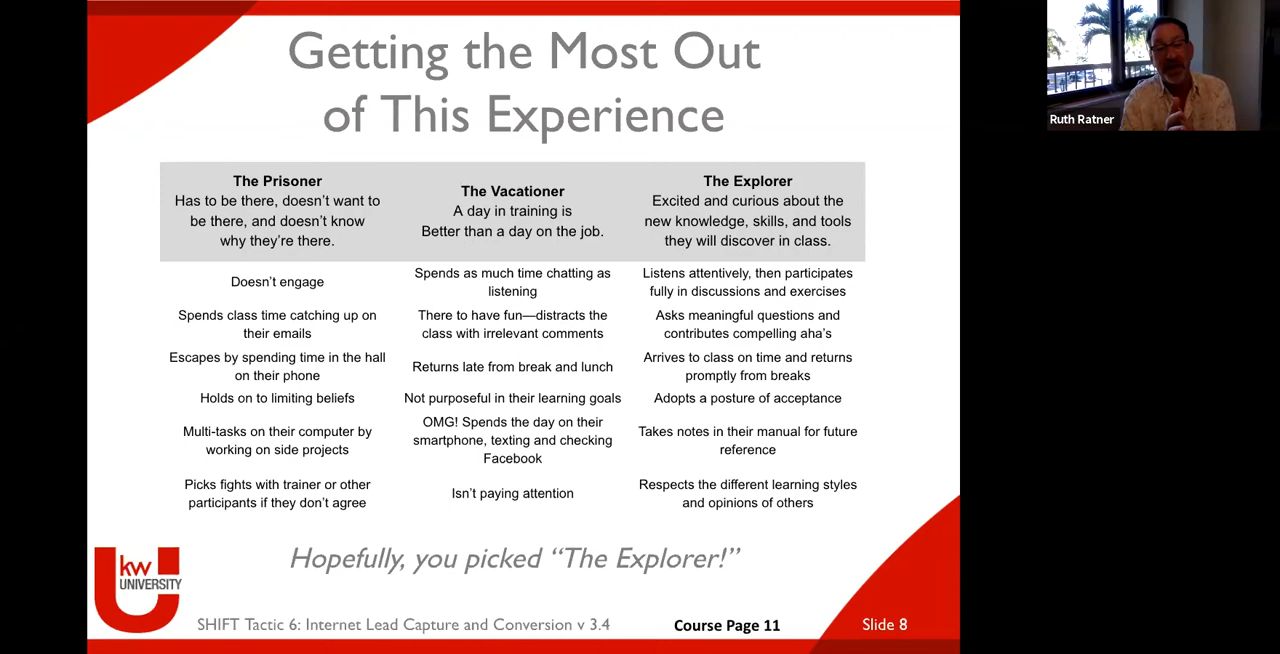 Getting the Most Out
of This Experience
Ruth Ratner
The Prisoner
Has to be there, doesn’t want to
be there, and doesn’t know
why they’re there.
The Vacationer
A day in training is
Better than a day on the job.
The Explorer
Excited and curious about the
new knowledge, skills, and tools
they will discover in class.
Doesn’t engage
Spends as much time chatting as
listening
Listens attentively, then participates
fully in discussions and exercises
Spends class time catching up on
their emails
There to have fun—distracts the
class with irrelevant comments
Asks meaningful questions and
contributes compelling aha’s
Escapes by spending time in the hall
on their phone
Returns late from break and lunch
Arrives to class on time and returns
promptly from breaks
Holds on to limiting beliefs
Not purposeful in their learning goals
Adopts a posture of acceptance
Multi-tasks on their computer by
working on side projects
OMG! Spends the day on their
smartphone, texting and checking
Facebook
Takes notes in their manual for future
reference
Picks fights with trainer or other
participants if they don’t agree
Isn’t paying attention
Respects the different learning styles
and opinions of others
Hopefully, you picked “The Explorer!”
kw
UNIVERSITY
SHIFT Tactic 6: Internet Lead Capture and Conversion v 3.4
Course Page 11
Slide 8